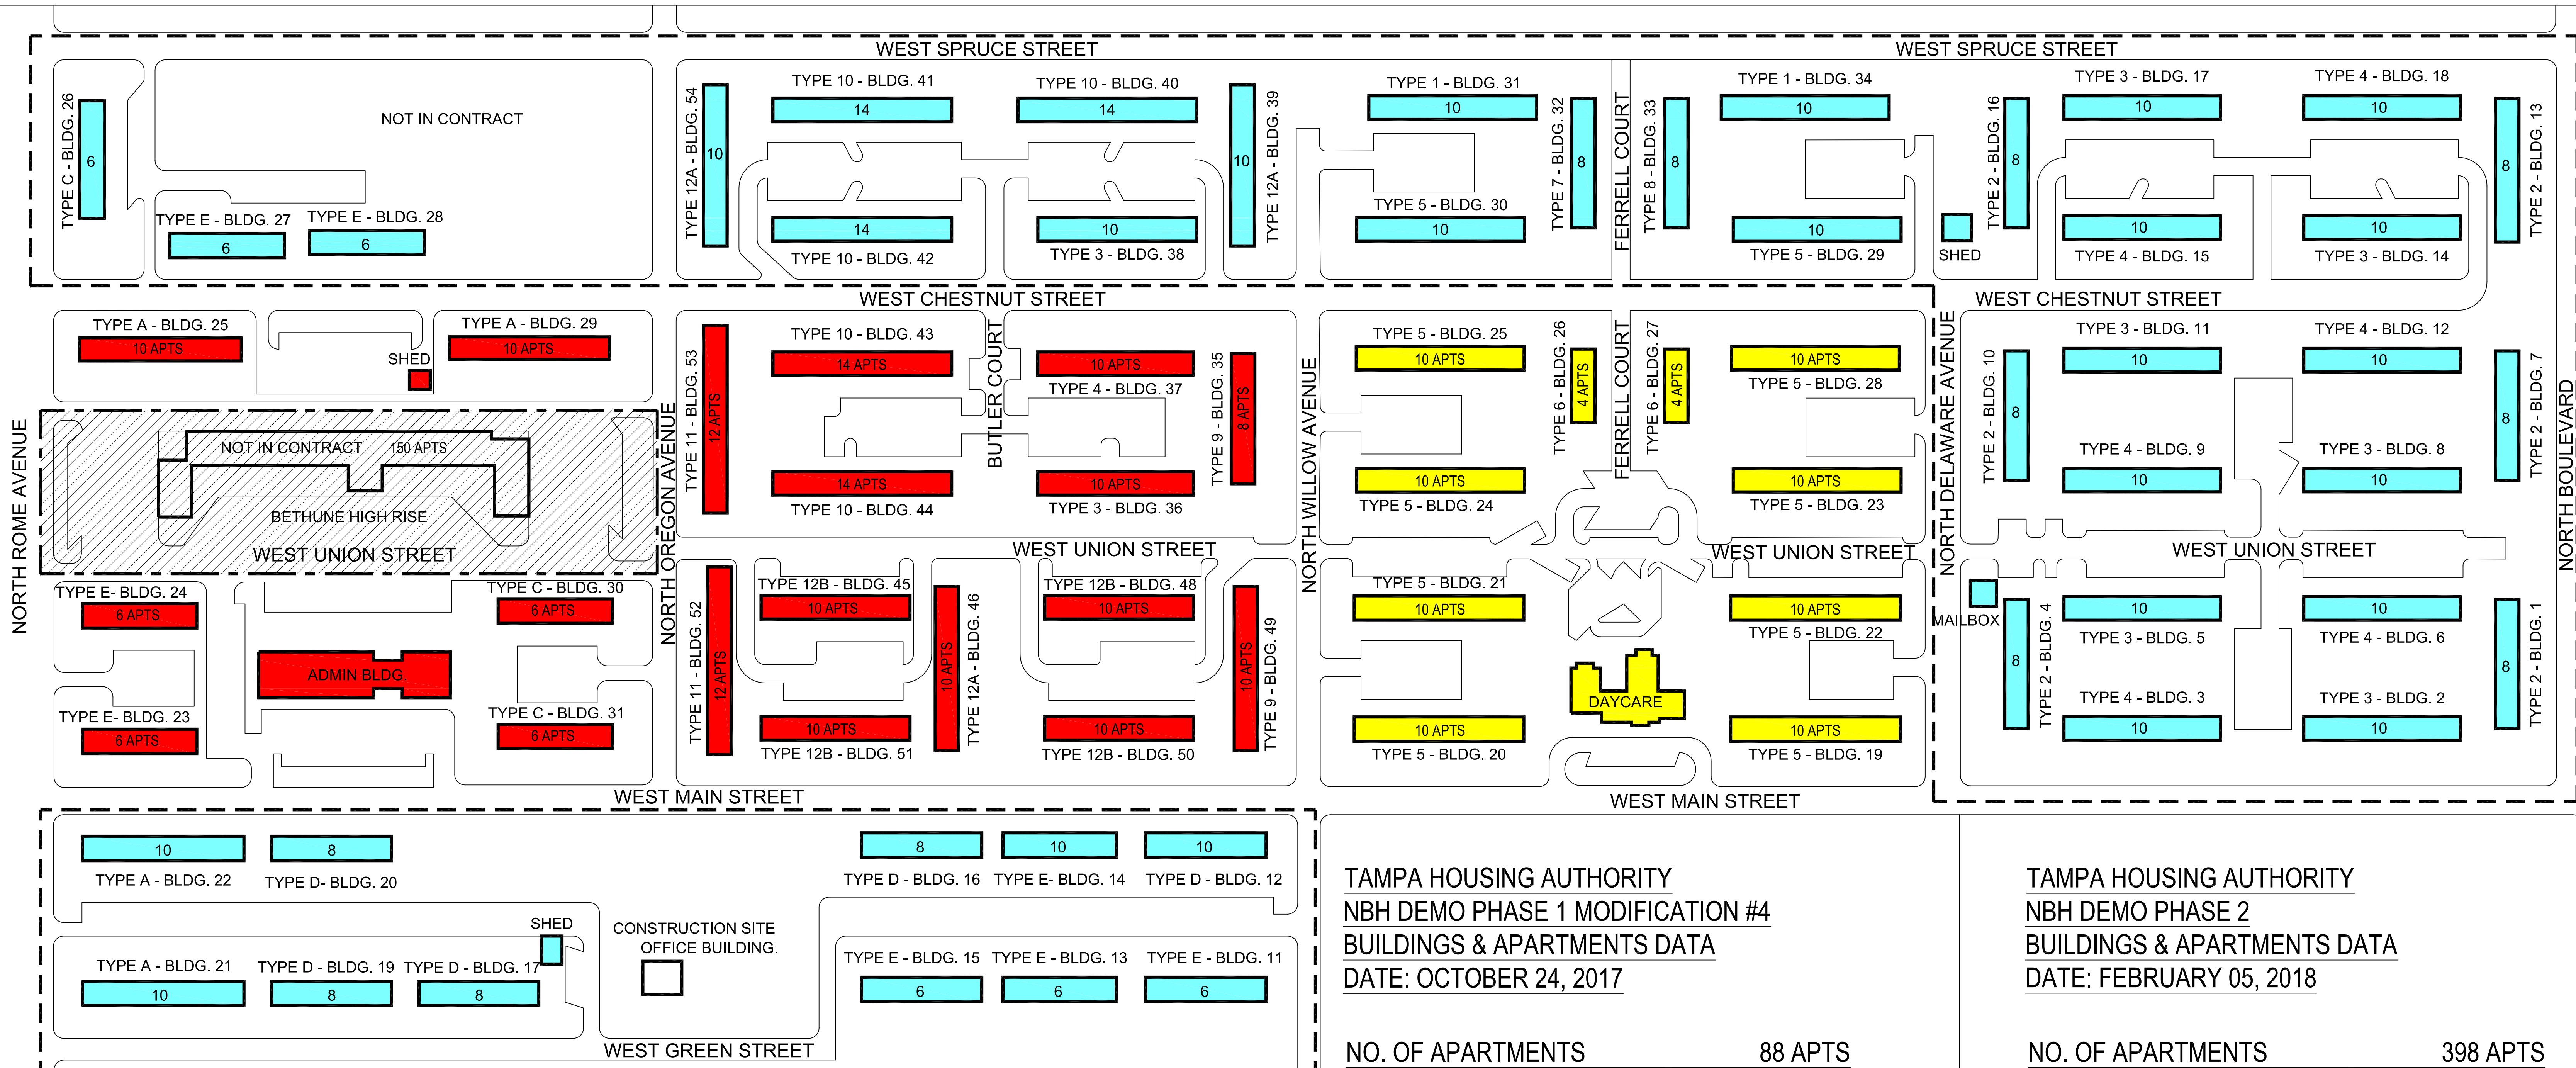 WEST SPRUCE STREET
WEST SPRUCE STREET
TYPE C - BLDG. 26
6
NOT IN CONTRACT
TYPE E - BLDG. 27
6
TYPE E - BLDG. 28
6
TYPE 12A - BLDG. 54
10
TYPE 10 - BLDG. 41
14
TYPE 10 - BLDG. 40
14
TYPE 12A - BLDG. 39
10
14
TYPE 10 - BLDG. 42
10
TYPE 3 - BLDG. 38
TYPE 1 - BLDG. 31
10
TYPE 7 - BLDG. 32
8
TYPE 5 - BLDG. 30
10
FERRELL COURT
TYPE 8 - BLDG. 33
8
TYPE 1 - BLDG. 34
10
10
TYPE 5 - BLDG. 29
SHED
TYPE 2 - BLDG. 16
8
TYPE 3 - BLDG. 17
10
TYPE 4 - BLDG. 18
10
8
TYPE 2 - BLDG. 13
10
TYPE 4 - BLDG. 15
10
TYPE 3 - BLDG. 14
WEST CHESTNUT STREET
WEST CHESTNUT STREET
TYPE A - BLDG. 25
10 APTS
SHED
TYPE A - BLDG. 29
10 APTS
NORTH ROME AVENUE
NOT IN CONTRACT 150 APTS
BETHUNE HIGH RISE
WEST UNION STREET
NORTH OREGON AVENUE
TYPE 11 - BLDG. 53
12 APTS
TYPE 10 - BLDG. 43
14 APTS
BUTLER COURT
10 APTS
TYPE 4 - BLDG. 37
TYPE 9 - BLDG. 35
8 APTS
14 APTS
TYPE 10 - BLDG. 44
10 APTS
TYPE 3 - BLDG. 36
WEST UNION STREET
NORTH WILLOW AVENUE
TYPE 5 - BLDG. 25
10 APTS
TYPE 6 - BLDG. 26
4 APTS
FERRELL COURT
TYPE 6 - BLDG. 27
4 APTS
10 APTS
TYPE 5 - BLDG. 28
10 APTS
TYPE 5 - BLDG. 24
10 APTS
TYPE 5 - BLDG. 23
WEST UNION STREET
NORTH DELAWARE AVENUE
TYPE 2 - BLDG. 10
8
TYPE 3 - BLDG. 11
10
TYPE 4 - BLDG. 12
10
8
TYPE 2 - BLDG. 7
TYPE 4 - BLDG. 9
10
TYPE 3 - BLDG. 8
10
WEST UNION STREET
NORTH BOULEVARD
TYPE E- BLDG. 24
6 APTS
TYPE C - BLDG. 30
6 APTS
ADMIN BLDG.
TYPE E- BLDG. 23
6 APTS
TYPE C - BLDG. 31
6 APTS
TYPE 11 - BLDG. 52
12 APTS
TYPE 12B - BLDG. 45
10 APTS
10 APTS
TYPE 12A - BLDG. 46
TYPE 12B - BLDG. 48
10 APTS
10 APTS
TYPE 9 - BLDG. 49
10 APTS
TYPE 12B - BLDG. 51
10 APTS
TYPE 12B - BLDG. 50
TYPE 5 - BLDG. 21
10 APTS
10 APTS
TYPE 5 - BLDG. 22
DAYCARE
10 APTS
TYPE 5 - BLDG. 20
10 APTS
TYPE 5 - BLDG. 19
MAILBOX
8
TYPE 2 - BLDG. 4
10
TYPE 3 - BLDG. 5
10
TYPE 4 - BLDG. 6
8
TYPE 2 - BLDG. 1
TYPE 4 - BLDG. 3
10
TYPE 3 - BLDG. 2
10
WEST MAIN STREET
WEST MAIN STREET
10
TYPE A - BLDG. 22
8
TYPE D- BLDG. 20
8
TYPE D - BLDG. 16
10
TYPE E- BLDG. 14
10
TYPE D - BLDG. 12
SHED
CONSTRUCTION SITE
OFFICE BUILDING.
TYPE A - BLDG. 21
10
TYPE D - BLDG. 19
8
TYPE D - BLDG. 17
8
TYPE E - BLDG. 15
6
TYPE E - BLDG. 13
6
TYPE E - BLDG. 11
6
WEST GREEN STREET
TAMPA HOUSING AUTHORITY
NBH DEMO PHASE 1 MODIFICATION #4
BUILDINGS & APARTMENTS DATA
DATE: OCTOBER 24, 2017
NO. OF APARTMENTS 88 APTS
TAMPA HOUSING AUTHORITY
NBH DEMO PHASE 2
BUILDINGS & APARTMENTS DATA
DATE: FEBRUARY 05, 2018
NO. OF APARTMENTS 398 APTS